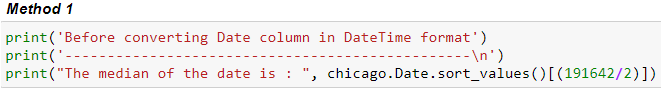 Method 1
print('Before converting Date column in DateTime format')
print('-------------------------------------------------\n')
print("The median of the date is : ", chicago.Date.sort_values()[(191642/2)])